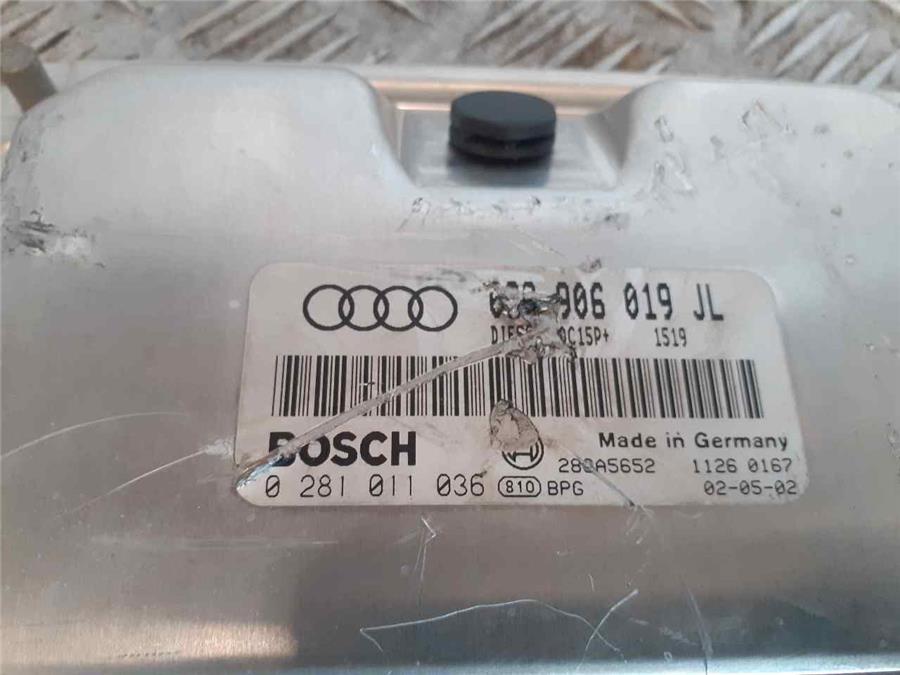 906 019 JL
1519
BOSCH
Made in Germany
1126 0167
0 281 011 036 810 BPG
02-05-02